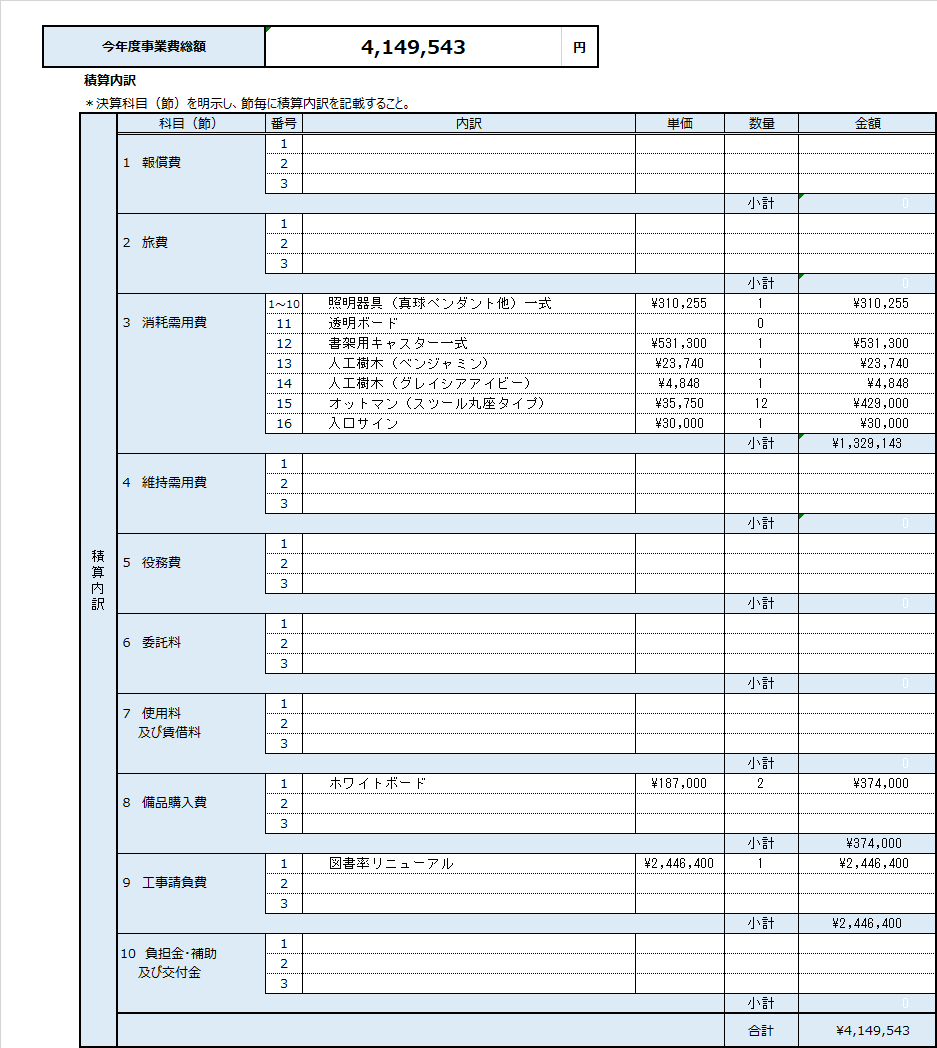 今年度事業費総額 4,149,543 円
積算内訳
＊決算科目（節）を明示し、節毎に積算内訳を記載すること。
科目（節） 番号 内訳 単価 数量 金額
積算内訳
1 報償費
1
2
3
小計 0
2 旅費
1
2
3
小計 0
3 消耗需用費
1～10 照明器具（真球ペンダント他）一式 ¥310,255 1 ¥310,255
11 透明ボード 0
12 書架用キャスター一式 ¥531,300 1 ¥531,300
13 人工樹木（ベンジャミン） ¥23,740 1 ¥23,740
14 人工樹木（グレイシアアイビー） ¥4,848 1 ¥4,848
15 オットマン（スツール丸座タイプ） ¥35,750 12 ¥429,000
16 入口サイン ¥30,000 1 ¥30,000
小計 ¥1,329,143
4 維持需用費
1
2
3
小計 0
5 役務費
1
2
3
小計 0
6 委託料
1
2
3
小計 0
7 使用料
及び賃借料
1
2
3
小計 0
8 備品購入費
1 ホワイトボード ¥187,000 2 ¥374,000
2
3
小計 ¥374,000
9 工事請負費
1 図書率リニューアル ¥2,446,400 1 ¥2,446,400
2
3
小計 ¥2,446,400
10 負担金・補助
及び交付金
1
2
3
小計 0
合計 ¥4,149,543